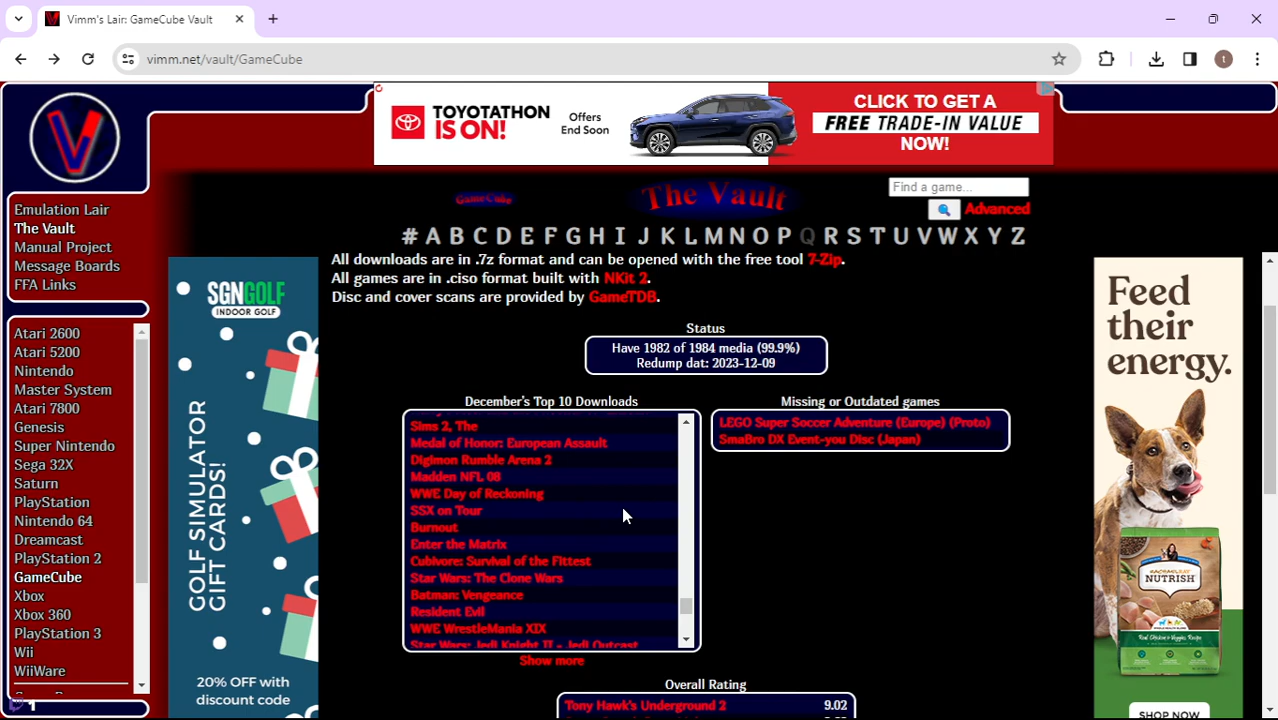 Vimm's Lair: GameCube Vault
vimm.net/vault/GameCube
t
TOYOTATHON
IS ON!
Offers
End Soon
CLICK TO GET A
FREE TRADE-IN VALUE
NOW!
V
GameCube
The Vault
Find a game...
Advanced
# A B C D E F G H I J K L M N O P Q R S T U V W X Y Z
Emulation Lair
The Vault
Manual Project
Message Boards
FFA Links
Atari 2600
Atari 5200
Nintendo
Master System
Atari 7800
Genesis
Super Nintendo
Sega 32X
Saturn
PlayStation
Nintendo 64
Dreamcast
PlayStation 2
GameCube
Xbox
Xbox 360
PlayStation 3
Wii
WiiWare
1
SGNGOLF
INDOOR GOLF
GOLF SIMULATOR
GIFT CARDS!
20% OFF with
discount code
All downloads are in .7z format and can be opened with the free tool 7-Zip.
All games are in .ciso format built with NKit 2.
Disc and cover scans are provided by GameTDB.
Status
Have 1982 of 1984 media (99.9%)
Redump dat: 2023-12-09
December's Top 10 Downloads
Sims 2, The
Medal of Honor: European Assault
Digimon Rumble Arena 2
Madden NFL 08
WWE Day of Reckoning
SSX on Tour
Burnout
Enter the Matrix
Cubivore: Survival of the Fittest
Star Wars: The Clone Wars
Batman: Vengeance
Resident Evil
WWE WrestleMania XIX
Star Wars: Jedi Knight II - Jedi Outcast
Show more
Missing or Outdated games
LEGO Super Soccer Adventure (Europe) (Proto)
SmaBro DX Event-you Disc (Japan)
Overall Rating
Tony Hawk's Underground 2 9.02
Feed
their
energy.
NUTRISH
SHOP NOW